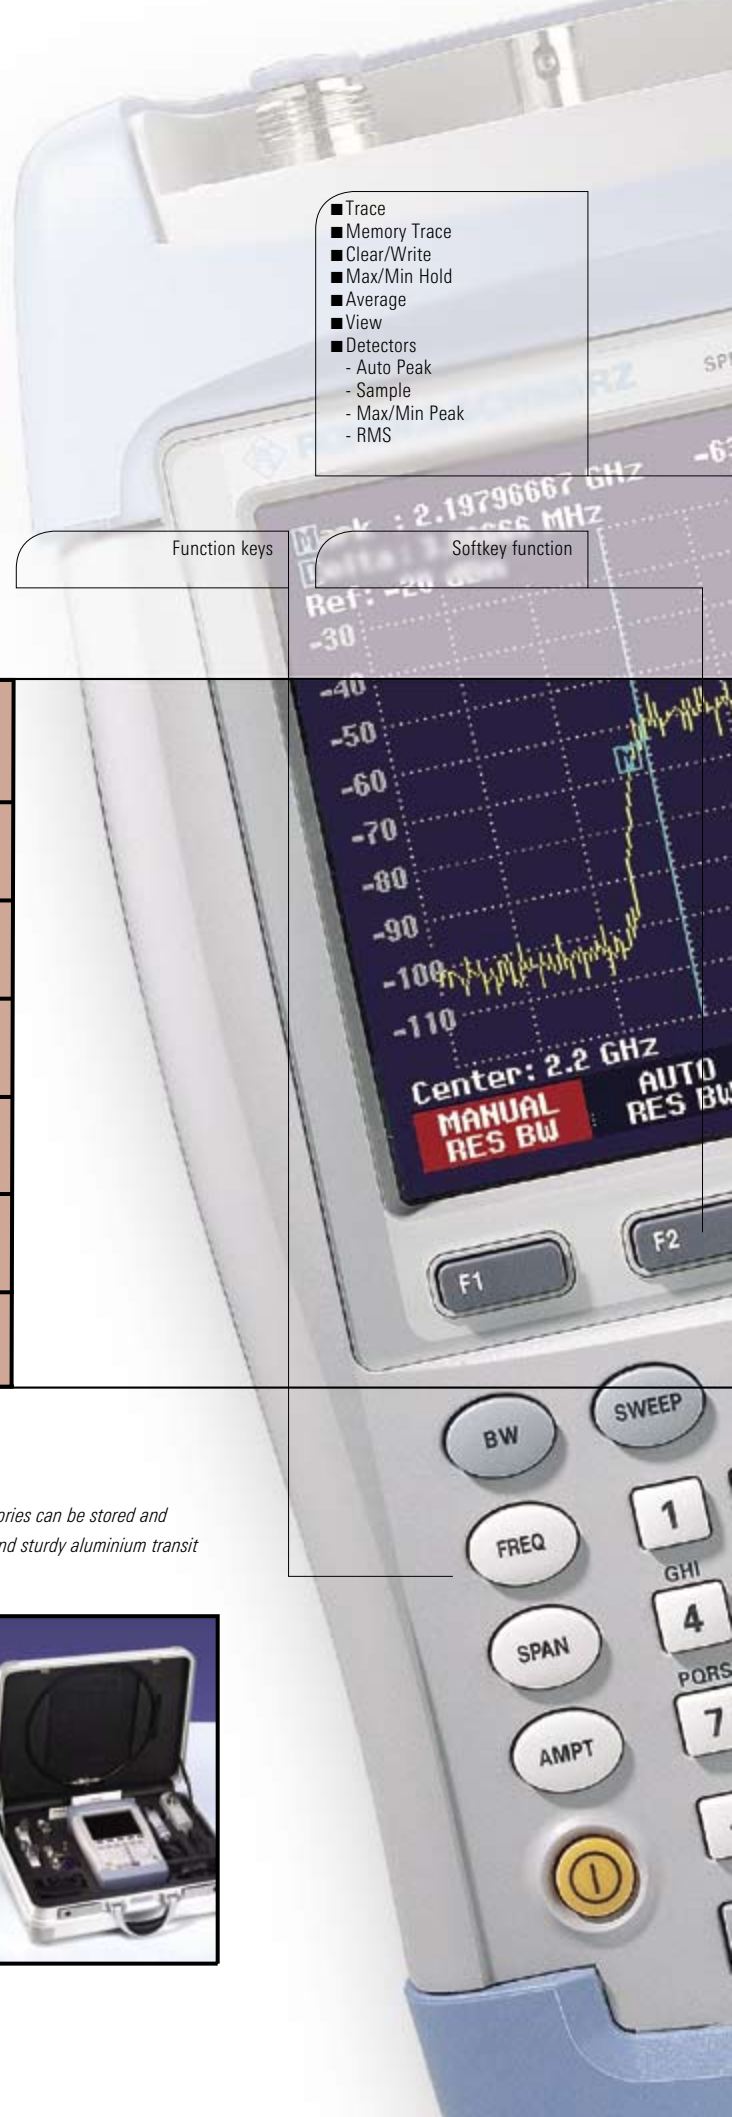 ■ Trace
■ Memory Trace
■ Clear/Write
■ Max/Min Hold
■ Average
■ View
■ Detectors
- Auto Peak
- Sample
- Max/Min Peak
- RMS
Function keys
Softkey function
: 2.19796667 GHz
MHz
Ref: -20
-30
-40
-50
-60
-70
-80
-90
-100
-110
Center: 2.2 GHz
MANUAL
RES BW
AUTO
RES BW
F1
F2
BW
SWEEP
FREQ
1
GHI
SPAN
4
PQRS
AMPT
7
ories can be stored and
nd sturdy aluminium transit